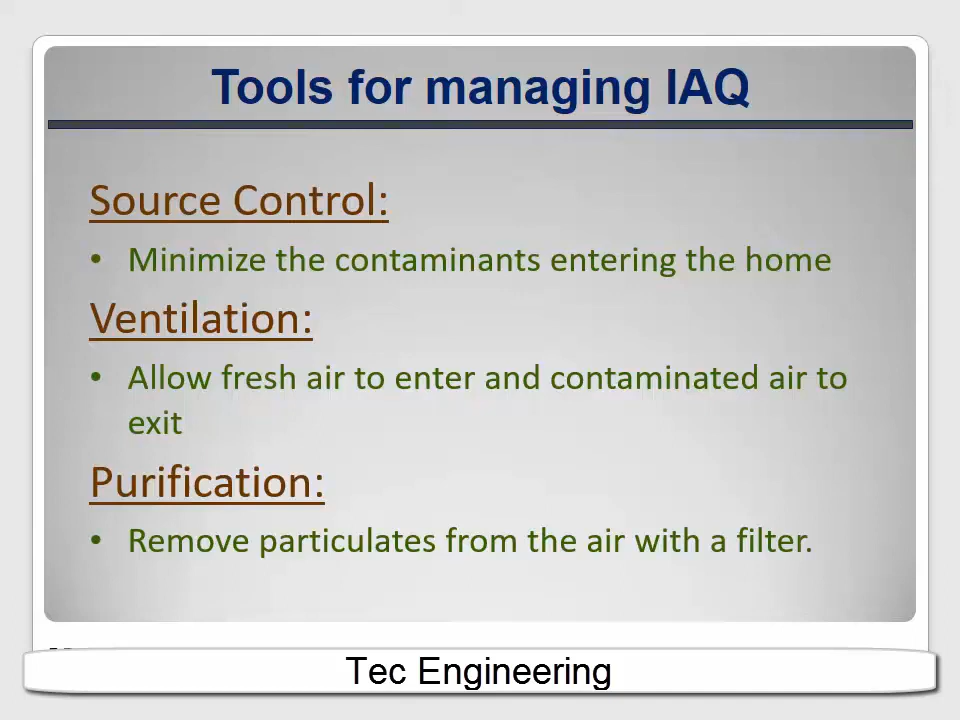 Tools for managing IAQ
Source Control:
• Minimize the contaminants entering the home
Ventilation:
• Allow fresh air to enter and contaminated air to
exit
Purification:
• Remove particulates from the air with a filter.
Tec Engineering